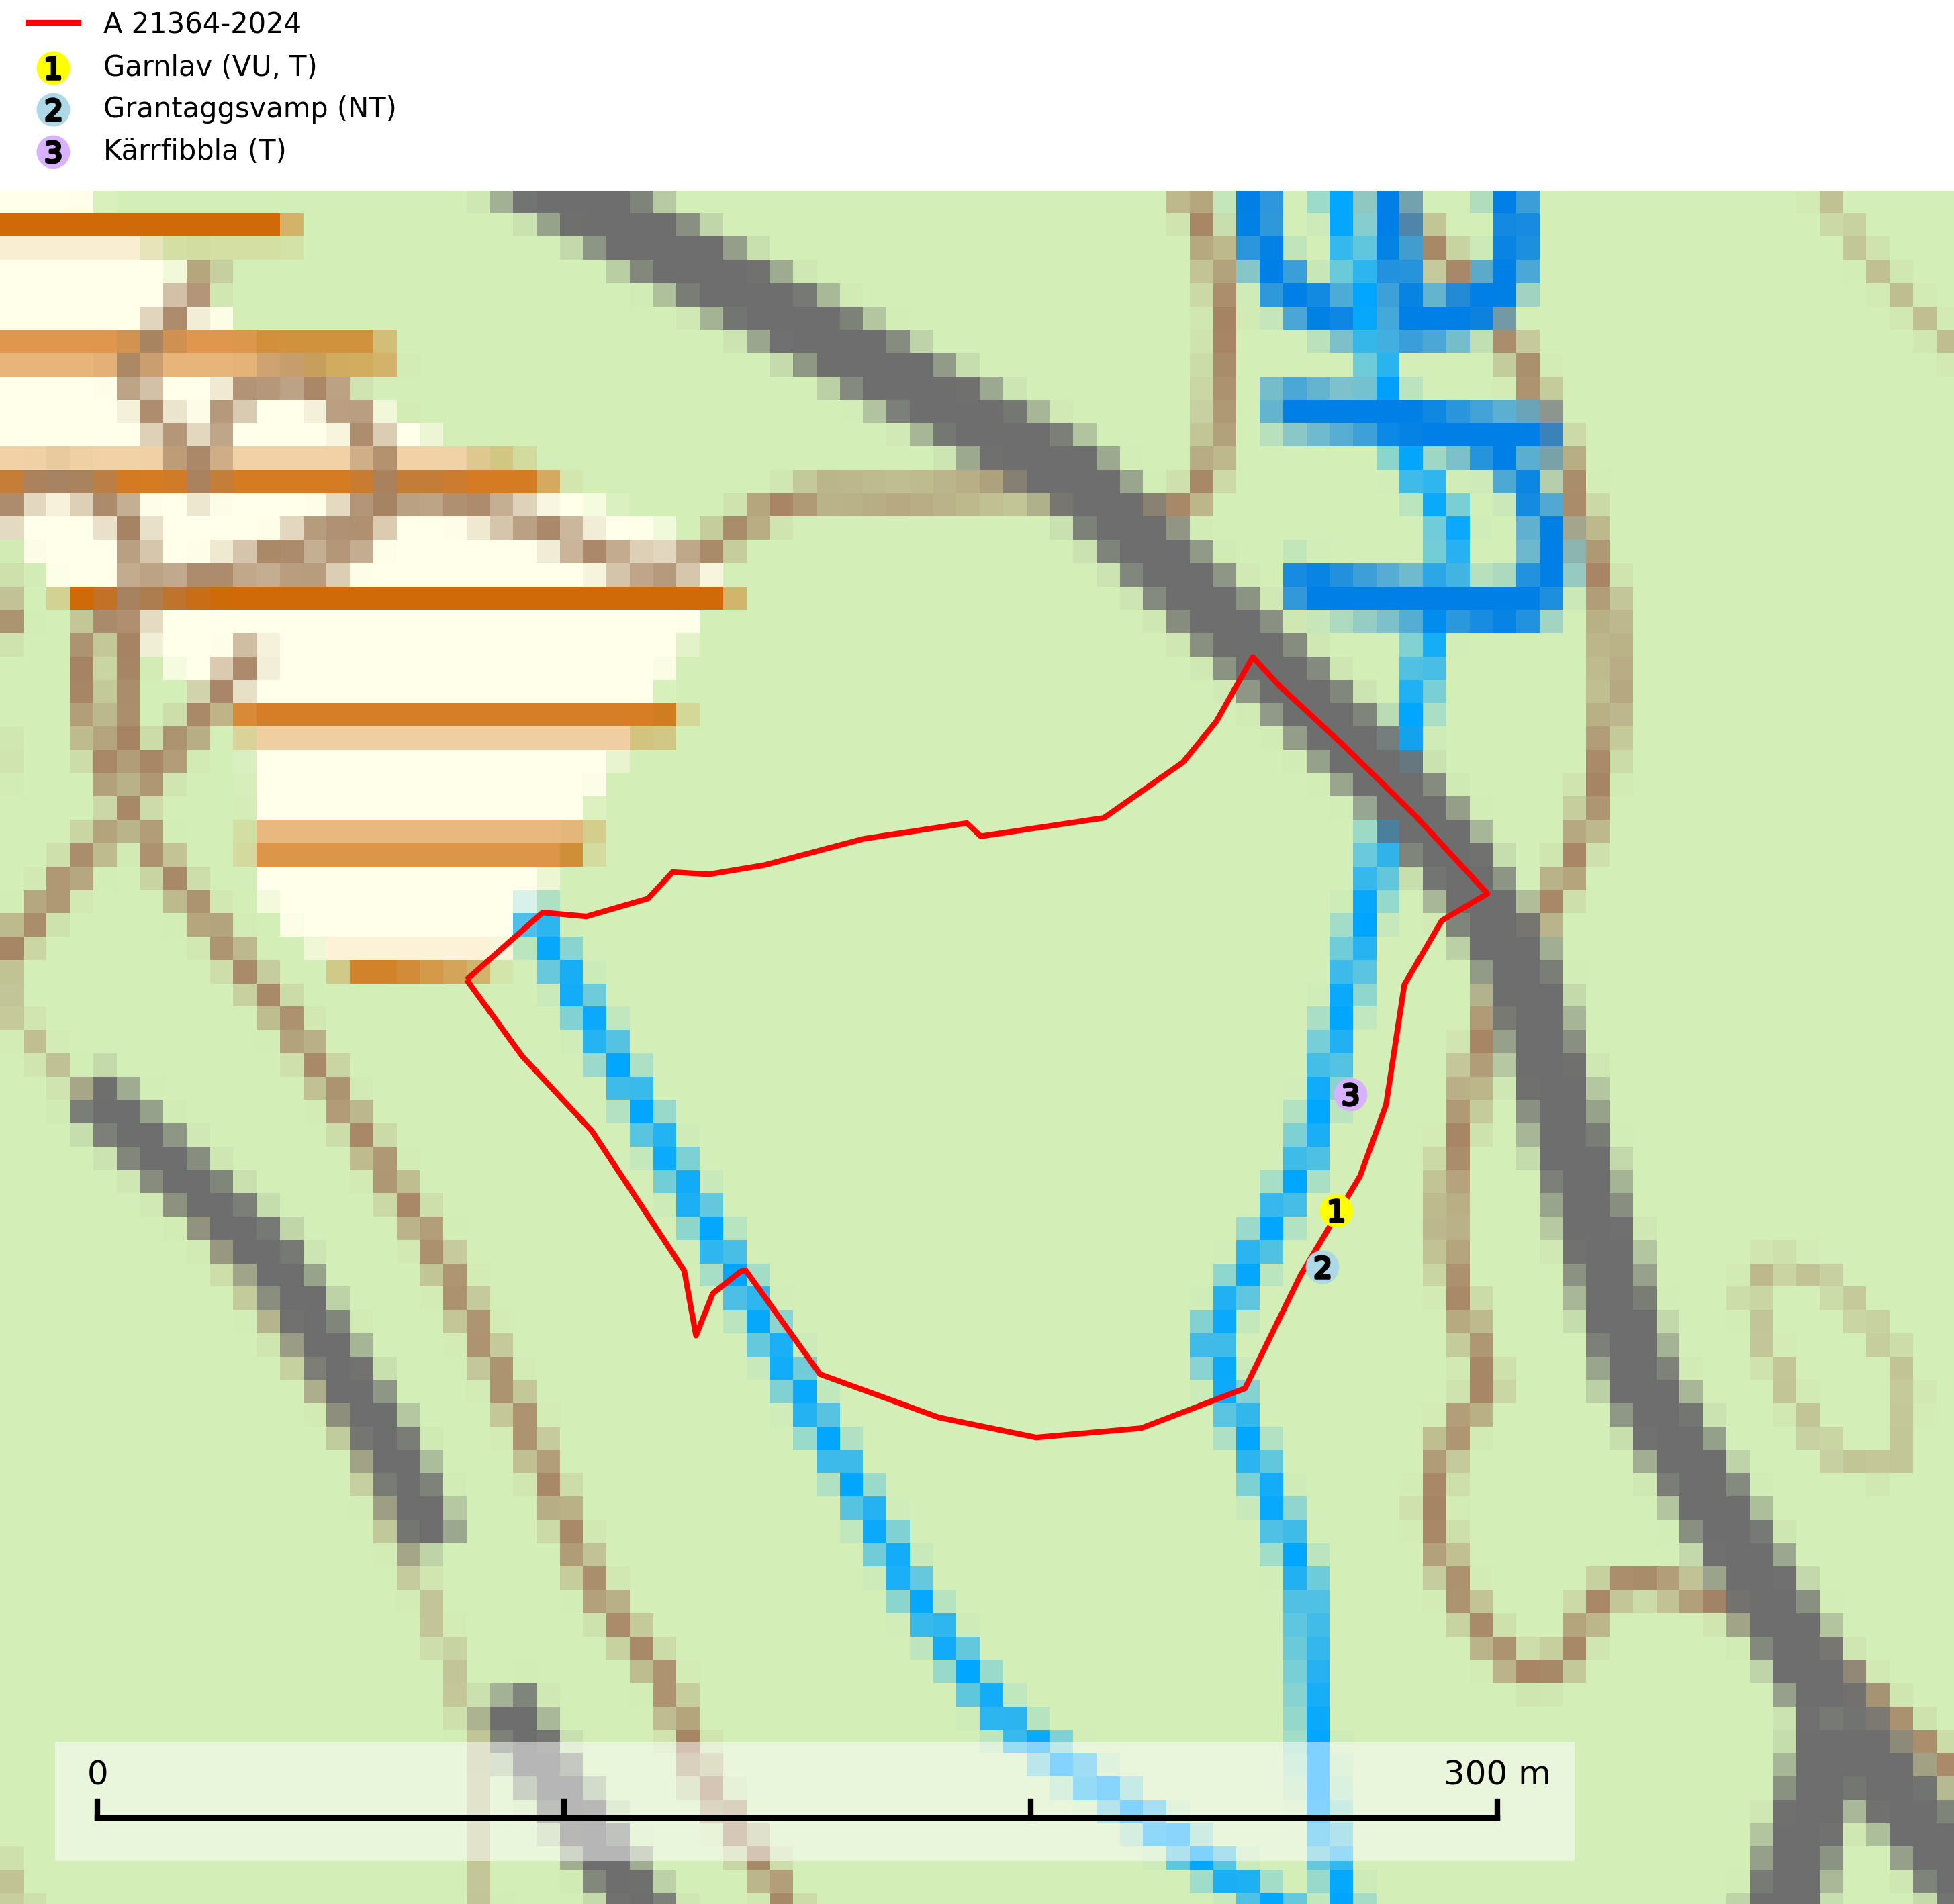 A 21364-2024
1 Garnlav (VU, T)
2 Grantaggsvamp (NT)
3 Kärrfibbla (T)
3
1
2
0 300 m